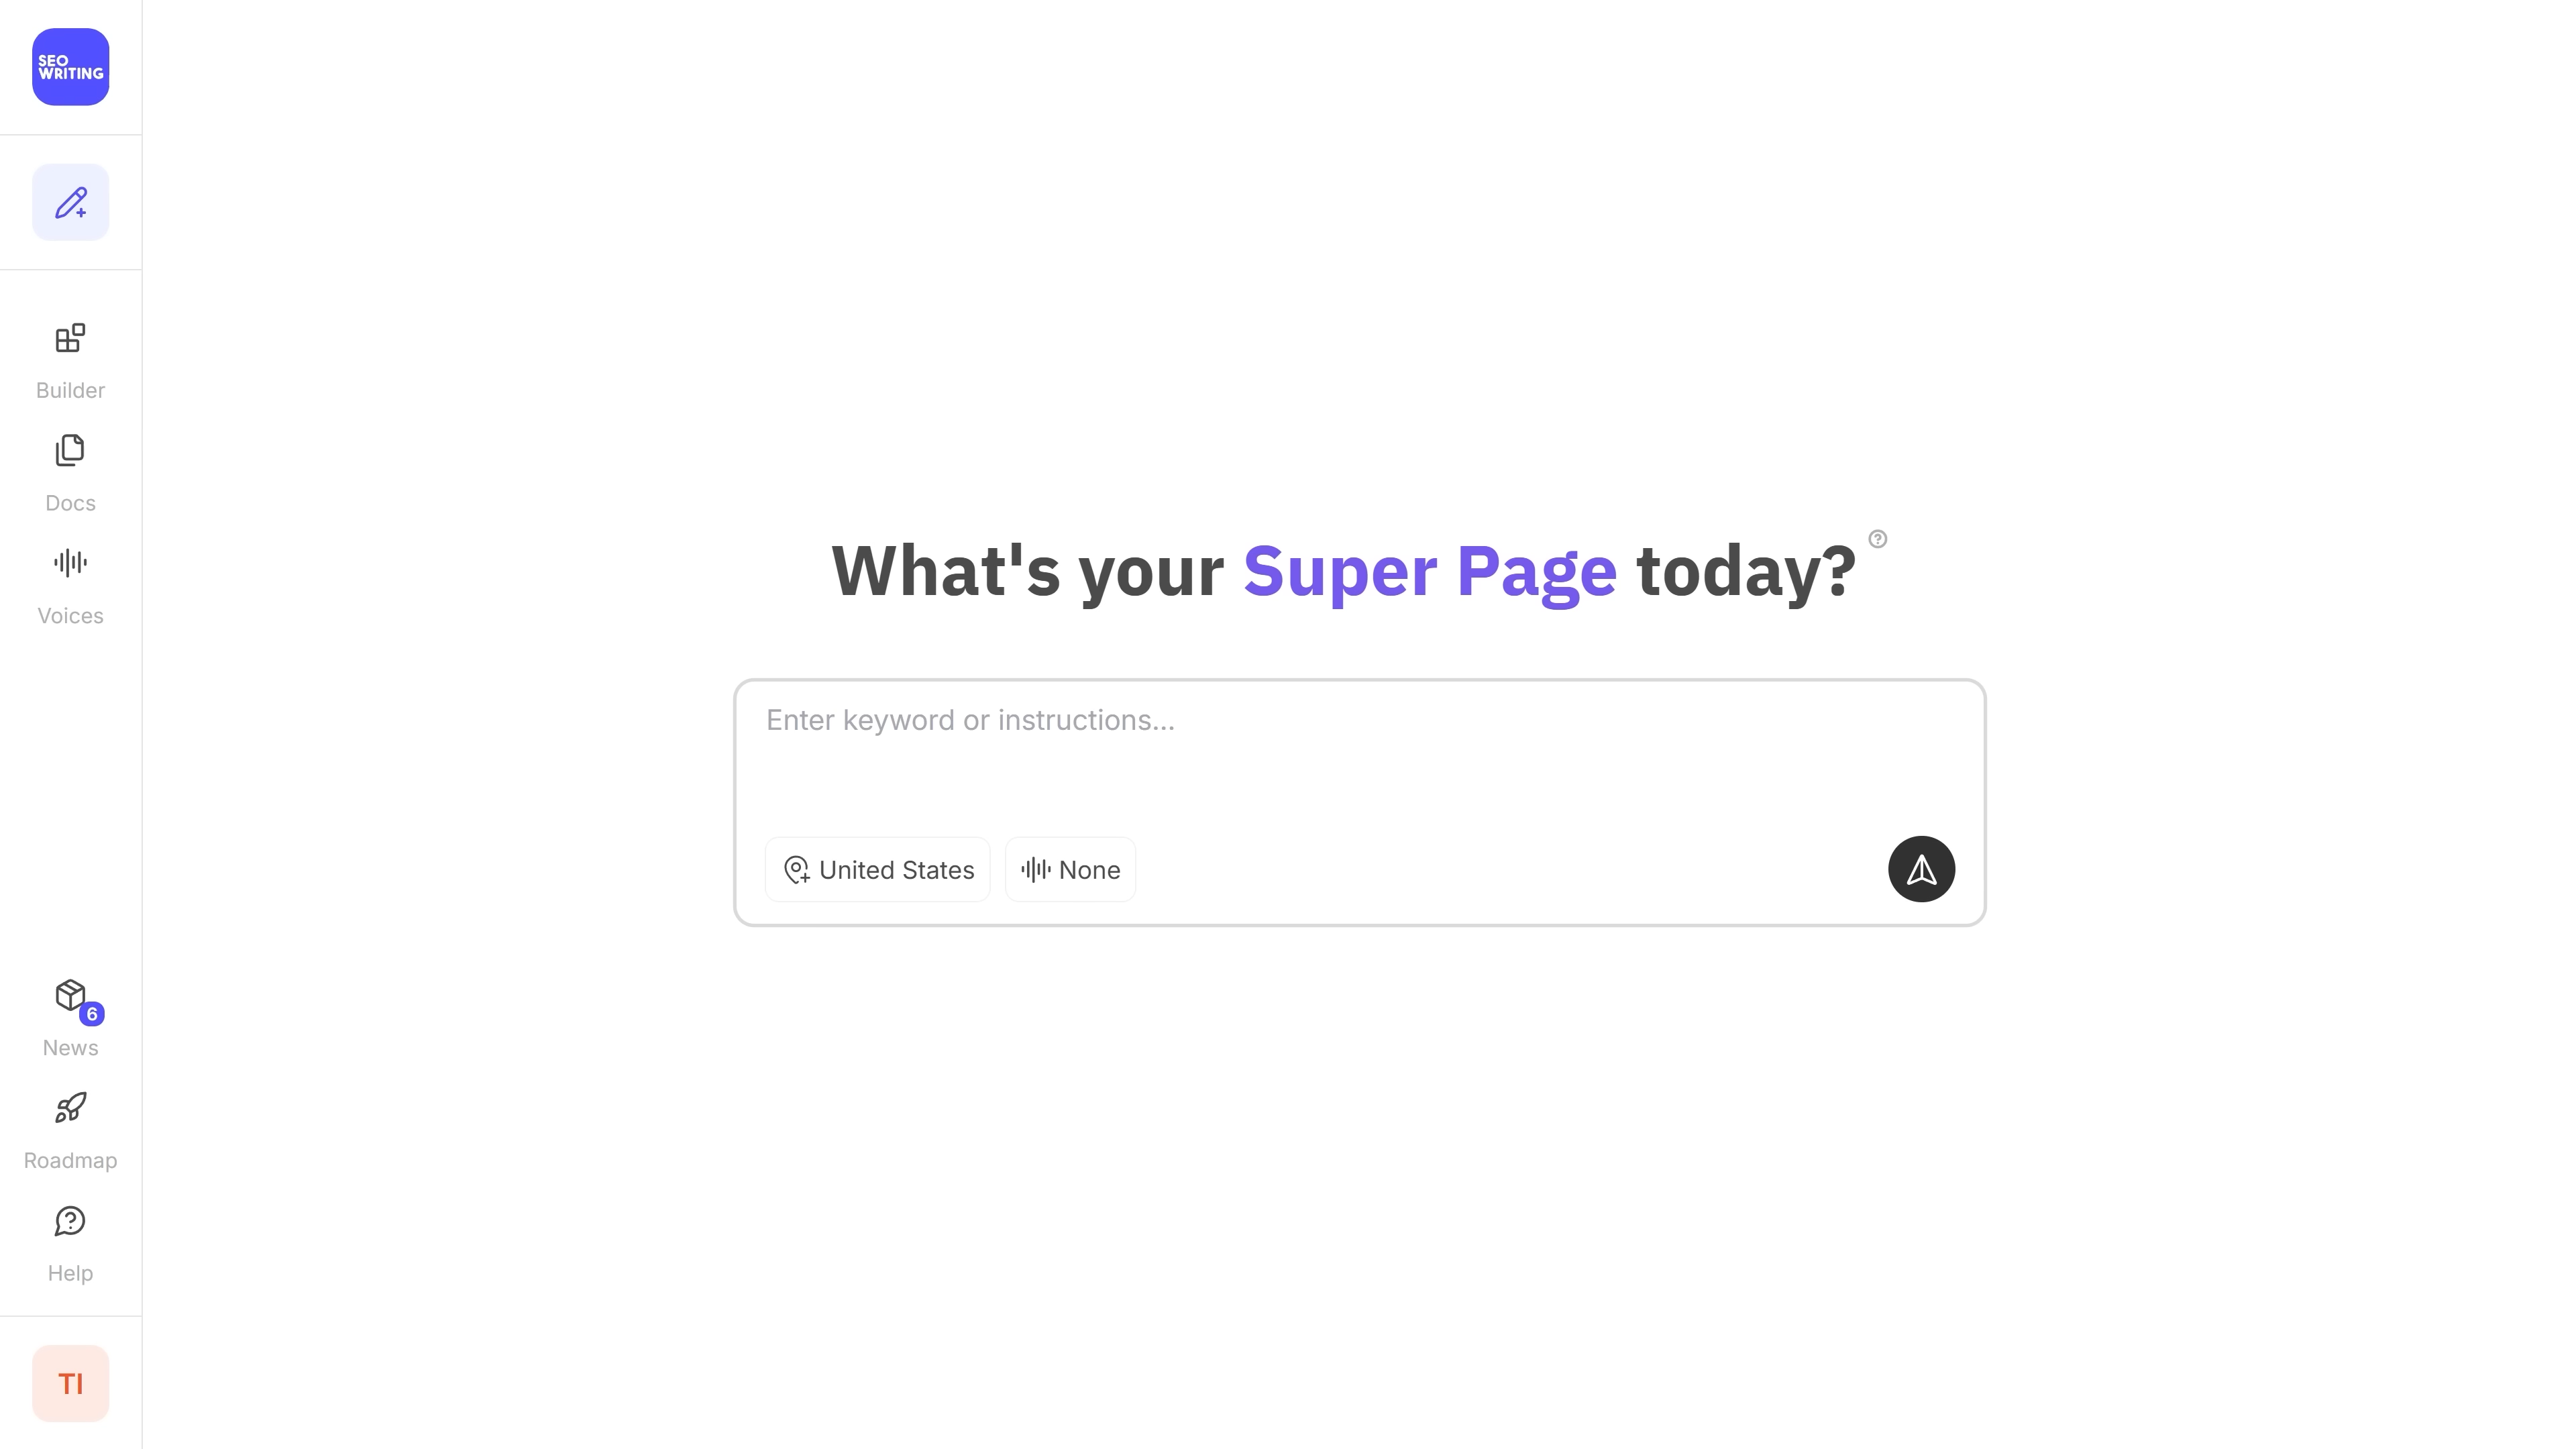 SEO
WRITING
Builder
Docs
Voices
News
6
Roadmap
Help
TI
What's your Super Page today?
Enter keyword or instructions...
United States
None